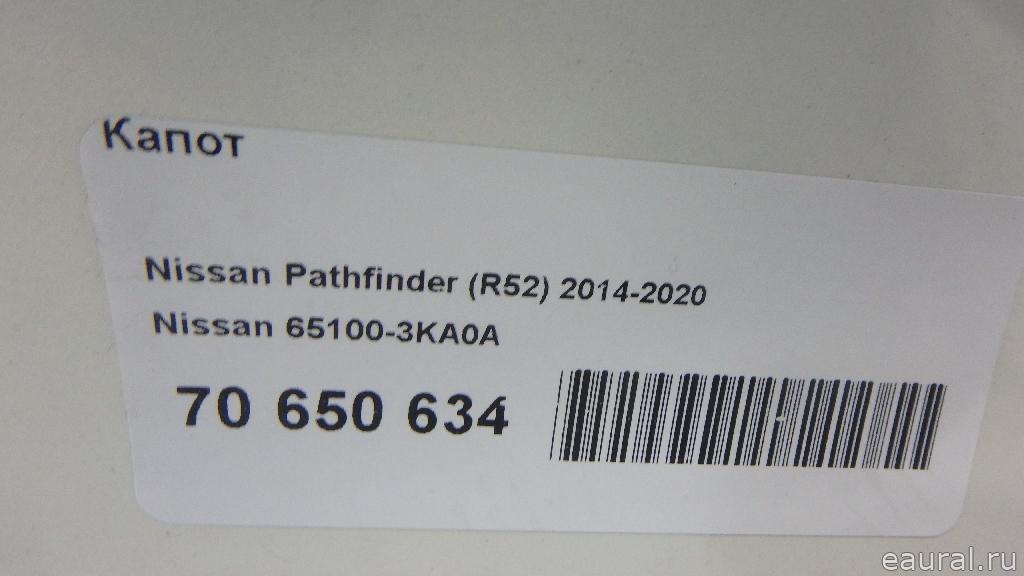 Капот
Nissan Pathfinder (R52) 2014-2020
Nissan 65100-3KA0A
70 650 634
eaural.ru